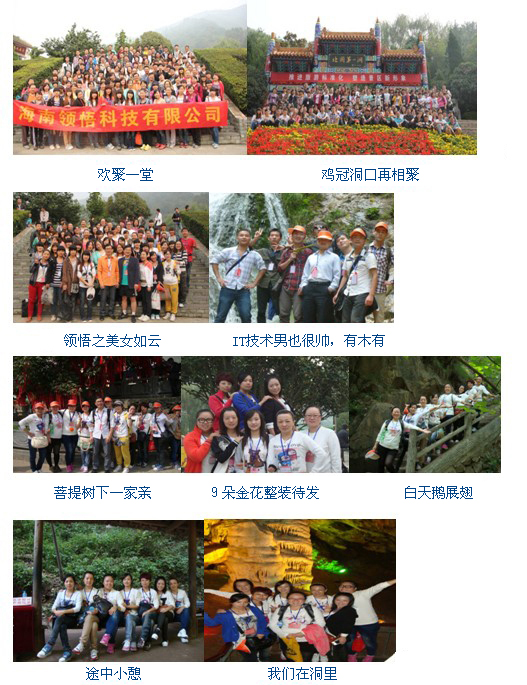 海南领悟科技有限公司
欢聚一堂
鸡冠洞口再相聚
领悟之美女如云
IT技术男也很帅，有木有
菩提树下一家亲
9朵金花整装待发
白天鹅展翅
途中小憩
我们在洞里